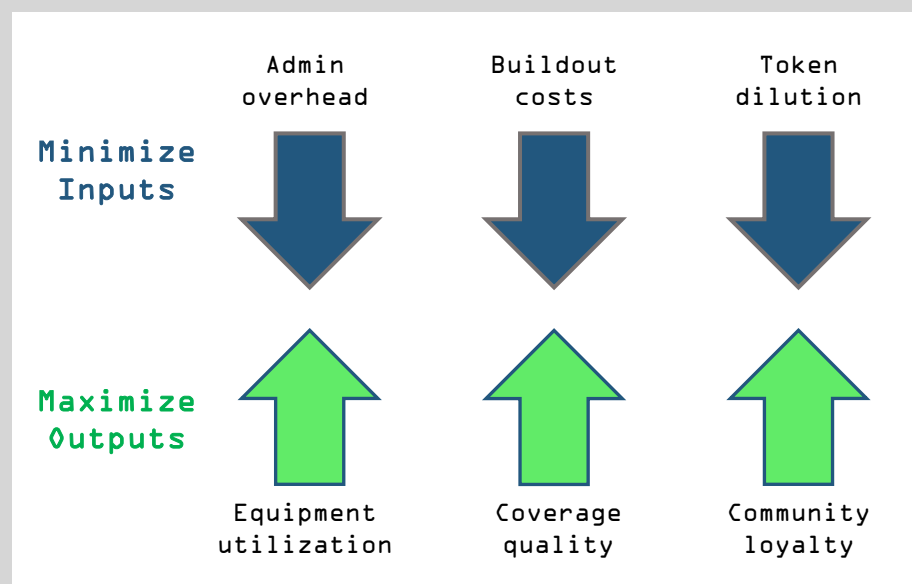 Admin
overhead
Buildout
costs
Token
dilution
Minimize
Inputs
Maximize
Outputs
Equipment
utilization
Coverage
quality
Community
loyalty